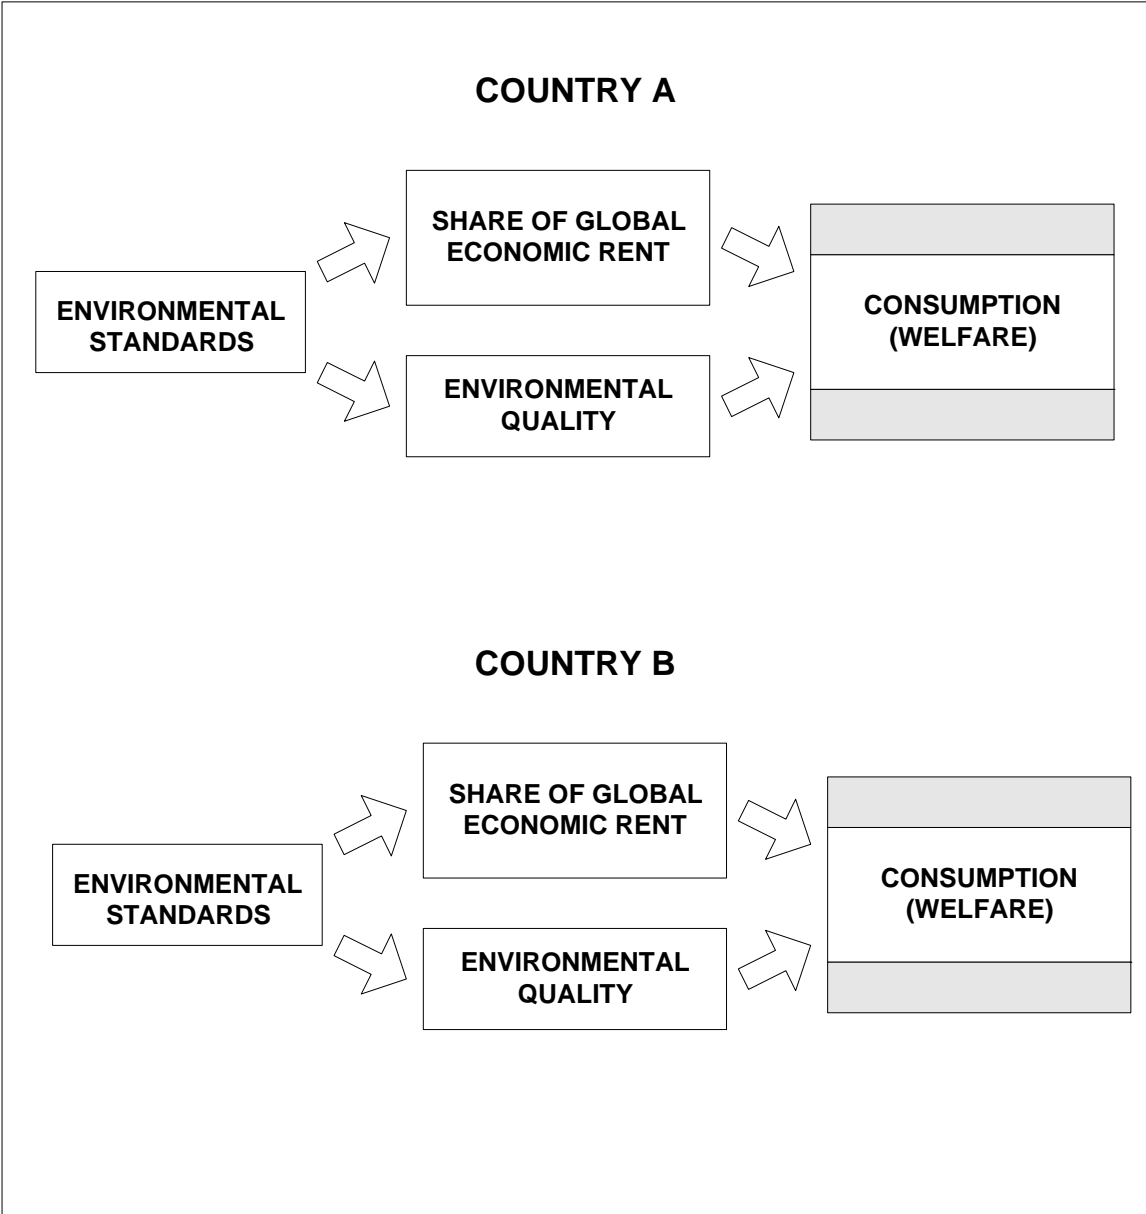 COUNTRY A
SHARE OF GLOBAL
ECONOMIC RENT
ENVIRONMENTAL
STANDARDS
CONSUMPTION
(WELFARE)
ENVIRONMENTAL
QUALITY
COUNTRY B
SHARE OF GLOBAL
ECONOMIC RENT
ENVIRONMENTAL
STANDARDS
CONSUMPTION
(WELFARE)
ENVIRONMENTAL
QUALITY